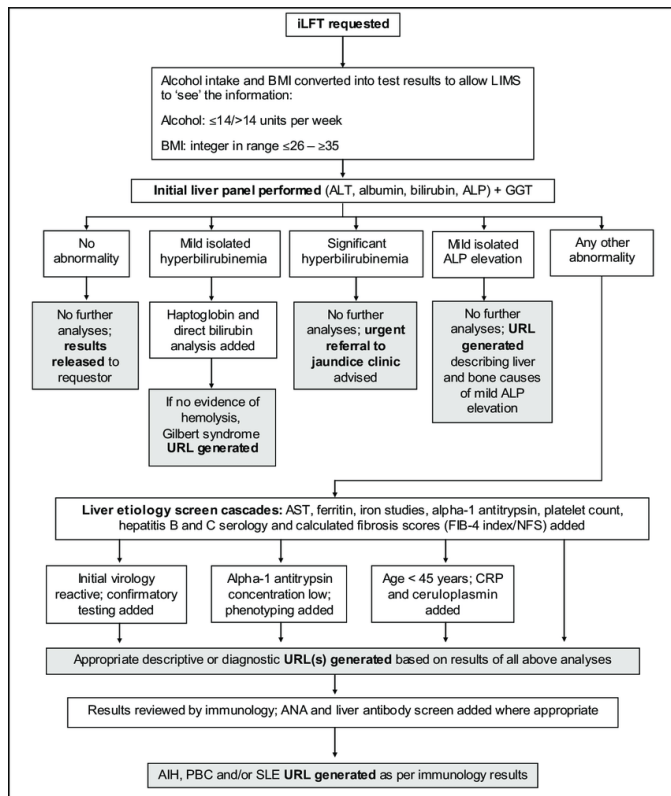 iLFT requested
Alcohol intake and BMI converted into test results to allow LIMS
to ‘see’ the information:
Alcohol: ≤14/>14 units per week
BMI: integer in range ≤26 – ≥35
Initial liver panel performed (ALT, albumin, bilirubin, ALP) + GGT
No
abnormality
Mild isolated
hyperbilirubinemia
Significant
hyperbilirubinemia
Mild isolated
ALP elevation
Any other
abnormality
No further
analyses;
results
released to
requestor
Haptoglobin and
direct bilirubin
analysis added
No further
analyses; urgent
referral to
jaundice clinic
advised
No further
analyses; URL
generated
describing liver
and bone causes
of mild ALP
elevation
If no evidence of
hemolysis,
Gilbert syndrome
URL generated
Liver etiology screen cascades: AST, ferritin, iron studies, alpha-1 antitrypsin, platelet count,
hepatitis B and C serology and calculated fibrosis scores (FIB-4 index/NFS) added
Initial virology
reactive; confirmatory
testing added
Alpha-1 antitrypsin
concentration low;
phenotyping added
Age < 45 years; CRP
and ceruloplasmin
added
Appropriate descriptive or diagnostic URL(s) generated based on results of all above analyses
Results reviewed by immunology; ANA and liver antibody screen added where appropriate
AIH, PBC and/or SLE URL generated as per immunology results